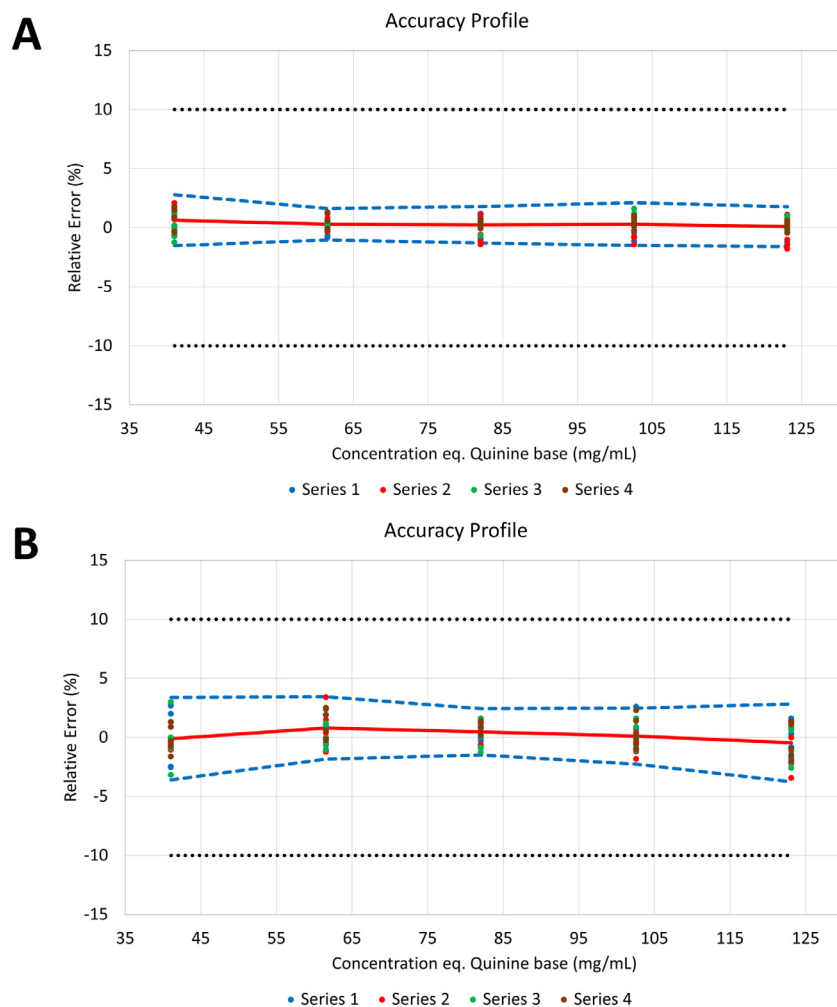 A
Accuracy Profile
15
10
5
0
-5
-10
-15
Relative Error (%)
35 45 55 65 75 85 95 105 115 125
Concentration eq. Quinine base (mg/mL)
Series 1 Series 2 Series 3 Series 4
B
Accuracy Profile
15
10
5
0
-5
-10
-15
Relative Error (%)
35 45 55 65 75 85 95 105 115 125
Concentration eq. Quinine base (mg/mL)
Series 1 Series 2 Series 3 Series 4